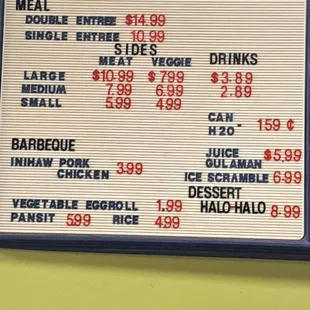 MEAL
DOUBLE ENTREE $14.99
SINGLE ENTREE 10.99
SIDES
MEAT VEGGIE DRINKS
LARGE $10.99 $7.99 $3.89
MEDIUM 7.99 6.99 2.89
SMALL 5.99 4.99
CAN
H2O - 159 ¢
BARBEQUE
JUICE $5.99
INIHAW PORK GULAMAN
CHICKEN 3.99
ICE SCRAMBLE 6.99
DESSERT
VEGETABLE EGGROLL 1.99 HALO HALO 8.99
PANSIT 5.99 RICE 4.99